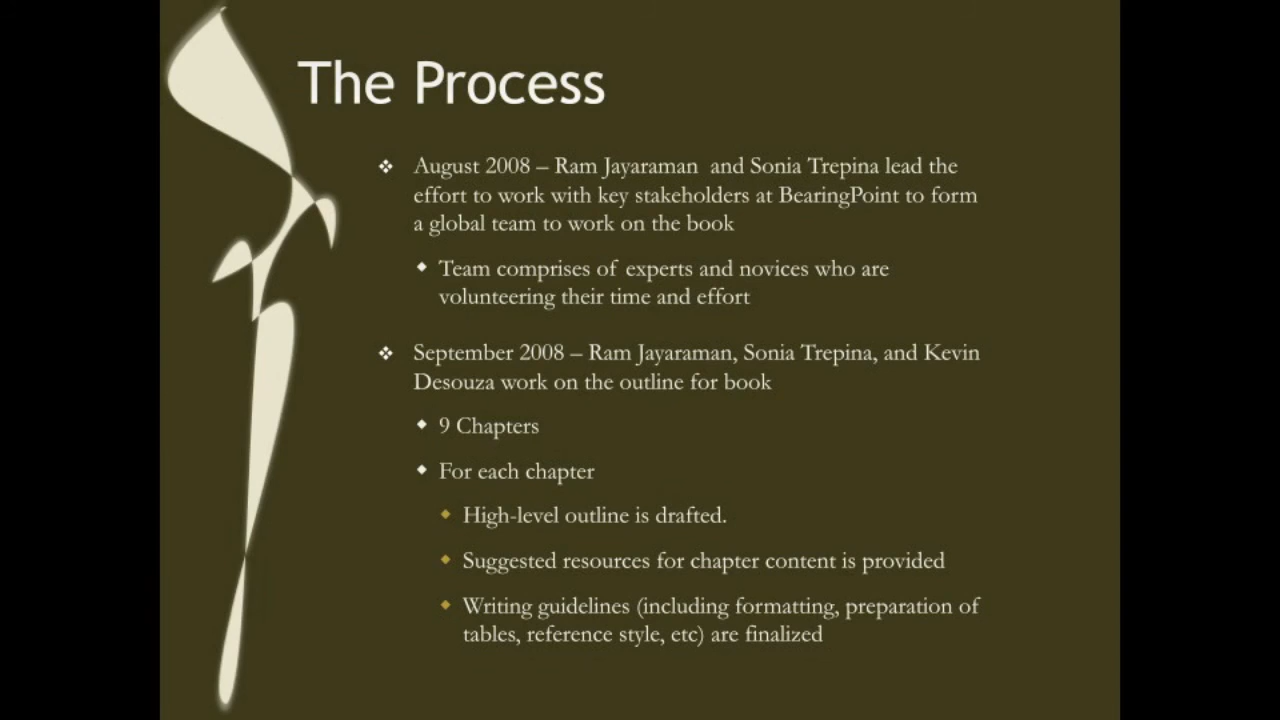 The Process
August 2008 – Ram Jayaraman and Sonia Trepina lead the
effort to work with key stakeholders at BearingPoint to form
a global team to work on the book
Team comprises of experts and novices who are
volunteering their time and effort
September 2008 – Ram Jayaraman, Sonia Trepina, and Kevin
Desouza work on the outline for book
9 Chapters
For each chapter
High-level outline is drafted.
Suggested resources for chapter content is provided
Writing guidelines (including formatting, preparation of
tables, reference style, etc) are finalized